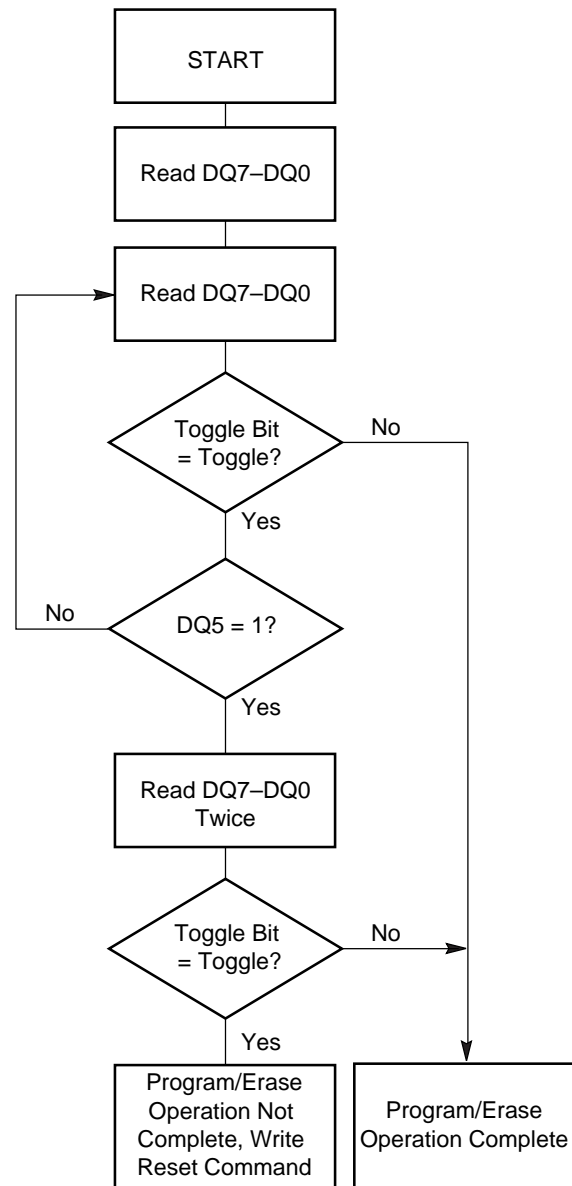 START
Read DQ7–DQ0
Read DQ7–DQ0
Toggle Bit
= Toggle?
No
Yes
No
DQ5 = 1?
Yes
Read DQ7–DQ0
Twice
Toggle Bit
= Toggle?
No
Yes
Program/Erase
Operation Not
Complete, Write
Reset Command
Program/Erase
Operation Complete